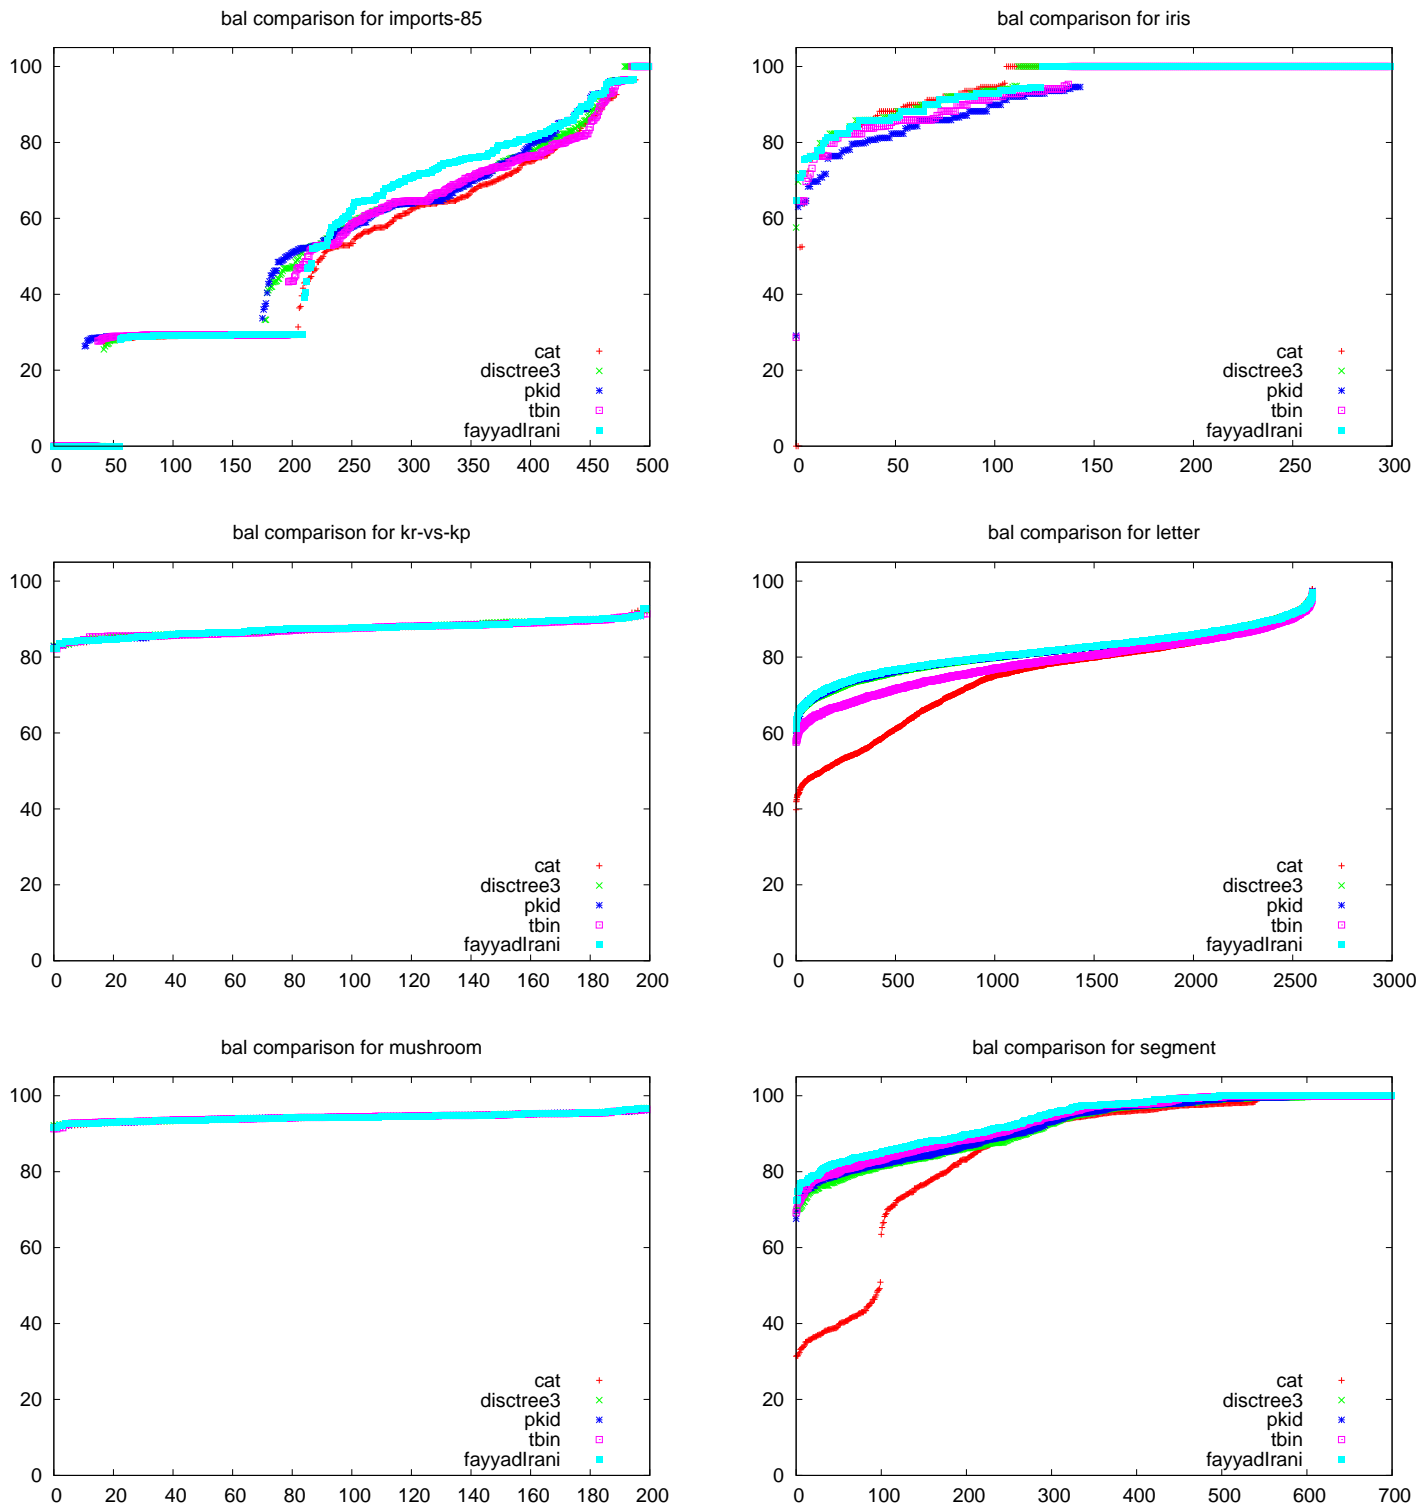 bal comparison for imports-85
100
80
60
40
20
0
0 50 100 150 200 250 300 350 400 450 500
cat
disctree3
pkid
tbin
fayyadIrani
bal comparison for iris
100
80
60
40
20
0
0 50 100 150 200 250 300
cat
disctree3
pkid
tbin
fayyadIrani
bal comparison for kr-vs-kp
100
80
60
40
20
0
0 20 40 60 80 100 120 140 160 180 200
cat
disctree3
pkid
tbin
fayyadIrani
bal comparison for letter
100
80
60
40
20
0
0 500 1000 1500 2000 2500 3000
cat
disctree3
pkid
tbin
fayyadIrani
bal comparison for mushroom
100
80
60
40
20
0
0 20 40 60 80 100 120 140 160 180 200
cat
disctree3
pkid
tbin
fayyadIrani
bal comparison for segment
100
80
60
40
20
0
0 100 200 300 400 500 600 700
cat
disctree3
pkid
tbin
fayyadIrani